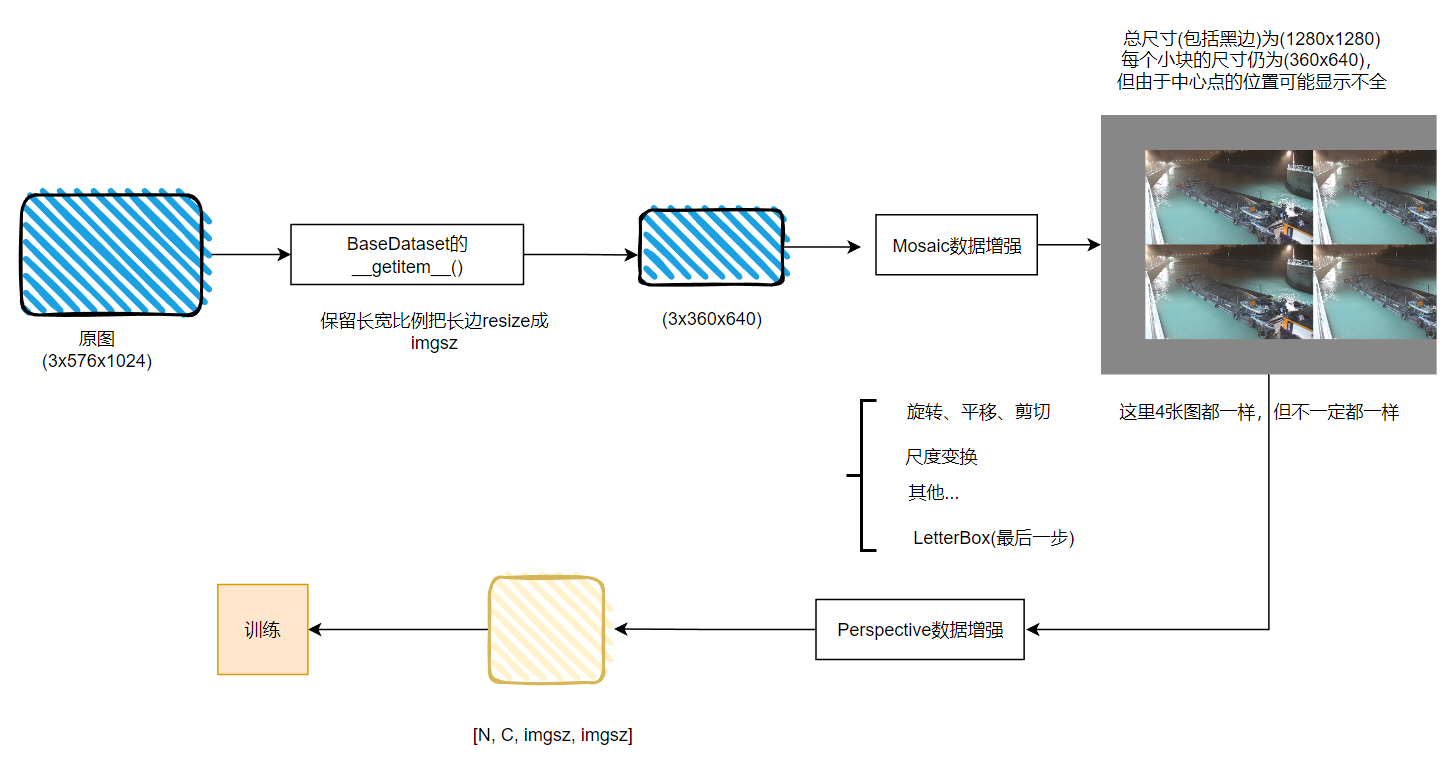 总尺寸(包括黑边)为(1280x1280)
每个小块的尺寸仍为(360x640),
但由于中心点的位置可能显示不全
原图
(3x576x1024)
BaseDataset的
__getitem__()
保留长宽比例把长边resize成
imgsz
(3x360x640)
Mosaic数据增强
这里4张图都一样，但不一定都一样
旋转、平移、剪切
尺度变换
其他...
LetterBox(最后一步)
Perspective数据增强
[N, C, imgsz, imgsz]
训练